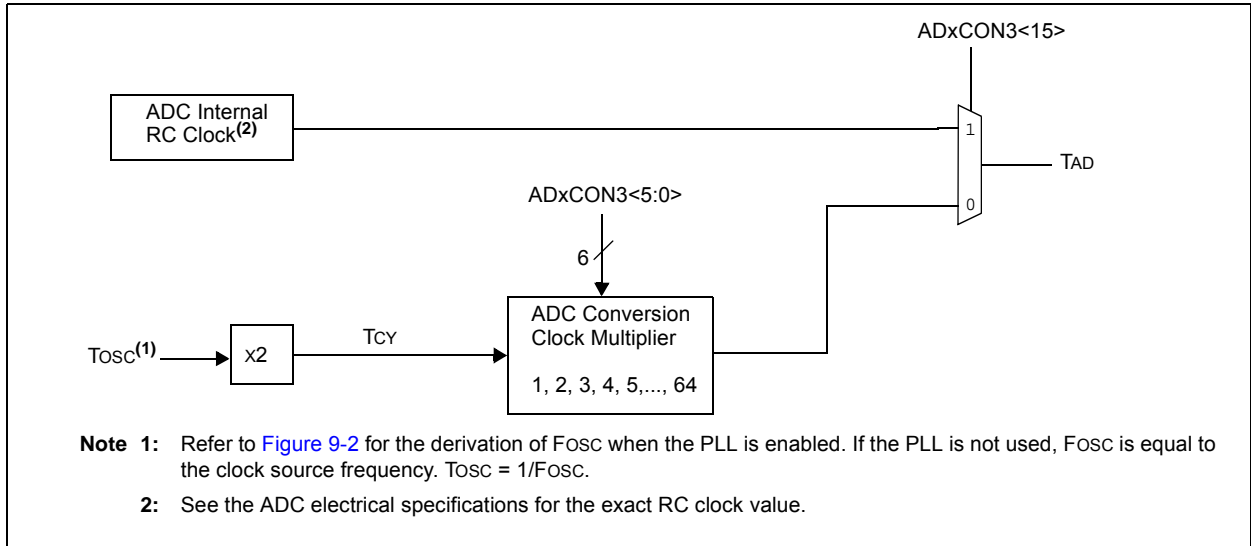 ADxCON3<15>
ADC Internal
RC Clock(2)
1
TAD
ADxCON3<5:0>
0
6
ADC Conversion
Clock Multiplier
TOSC(1)
X2
TCY
1, 2, 3, 4, 5,..., 64
Note 1: Refer to Figure 9-2 for the derivation of FOSC when the PLL is enabled. If the PLL is not used, FOSC is equal to
the clock source frequency. TOSC = 1/FOSC.
2: See the ADC electrical specifications for the exact RC clock value.